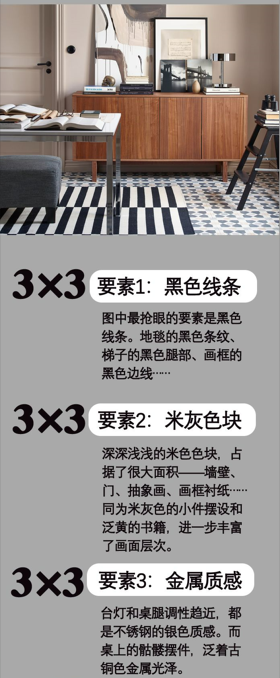 3×3 要素1：黑色线条
图中最抢眼的要素是黑色
线条。地毯的黑色条纹、
梯子的黑色腿部、画框的
黑色边线……
3×3 要素2：米灰色块
深深浅浅的米色色块，占
据了很大面积——墙壁、
门、抽象画、画框衬纸……
同为米灰色的小件摆设和
泛黄的书籍，进一步丰富
了画面层次。
3×3 要素3：金属质感
台灯和桌腿调性趋近，都
是不锈钢的银色质感。而
桌上的骷髅摆件，泛着古
铜色金属光泽。